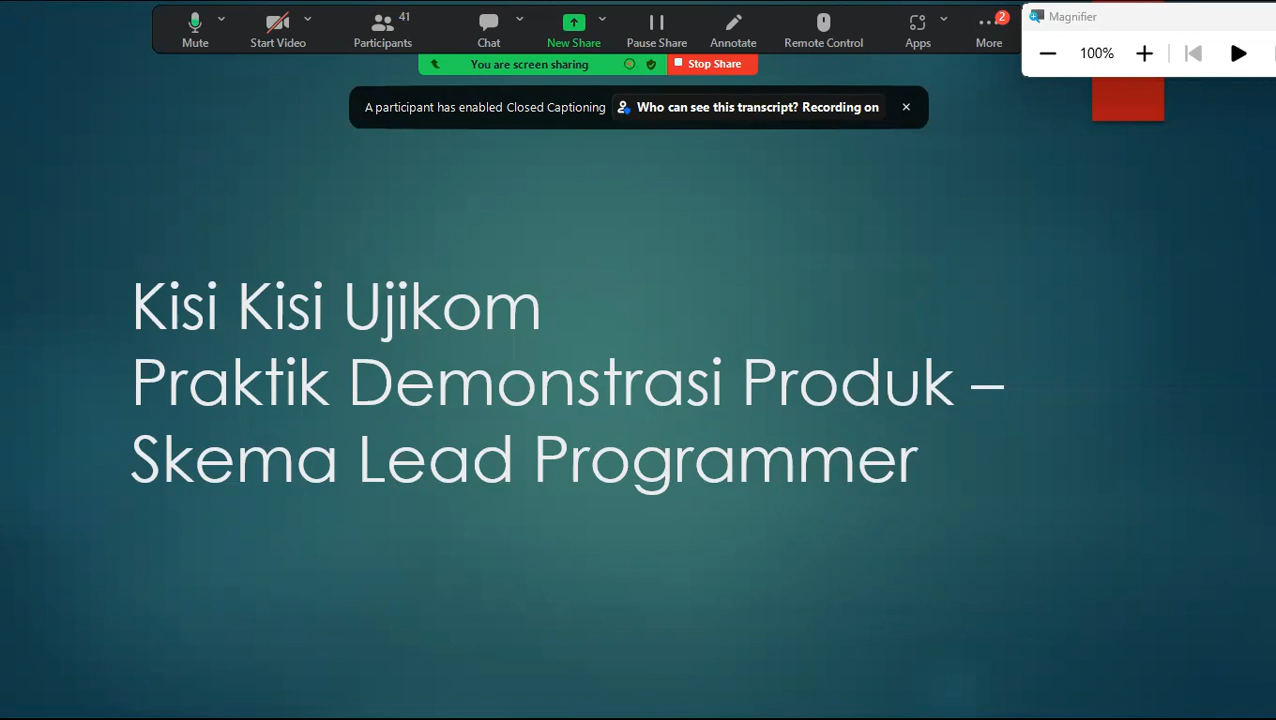 41
Mute
Start Video
Participants
Chat
New Share
Pause Share
Annotate
Remote Control
Apps
2
More
Magnifier
100%
You are screen sharing
Stop Share
A participant has enabled Closed Captioning
Who can see this transcript? Recording on
Kisi Kisi Ujikom
Praktik Demonstrasi Produk –
Skema Lead Programmer